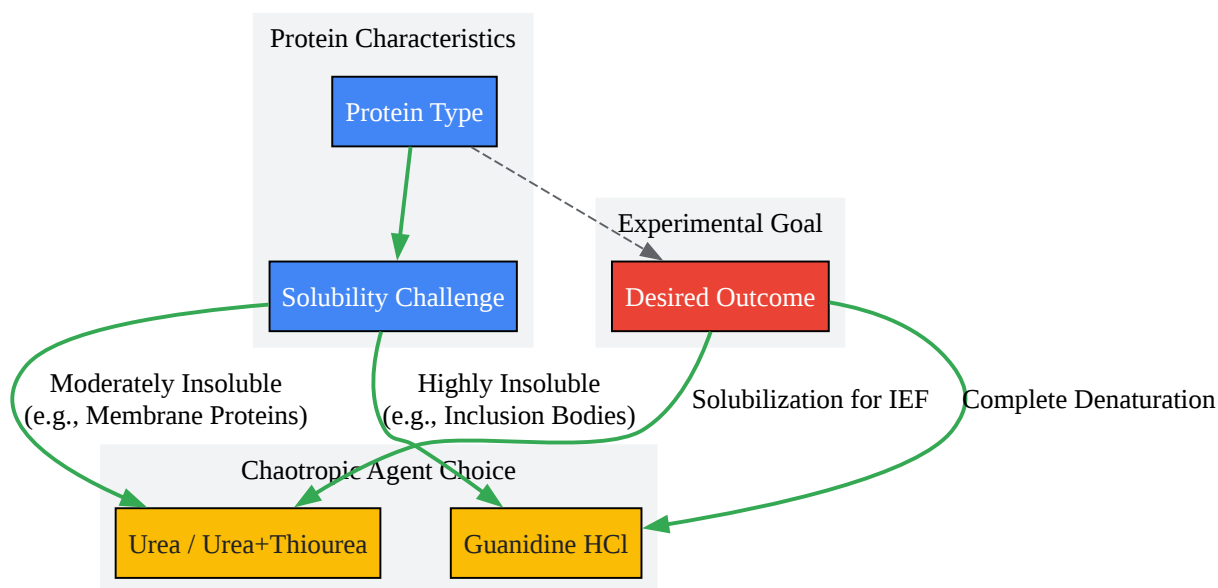 Protein Characteristics
Protein Type
Experimental Goal
Solubility Challenge
Desired Outcome
Moderately Insoluble
(e.g., Membrane Proteins)
Highly Insoluble
(e.g., Inclusion Bodies)
Solubilization for IEF
Complete Denaturation
Chaotropic Agent Choice
Urea / Urea+Thiourea
Guanidine HCl